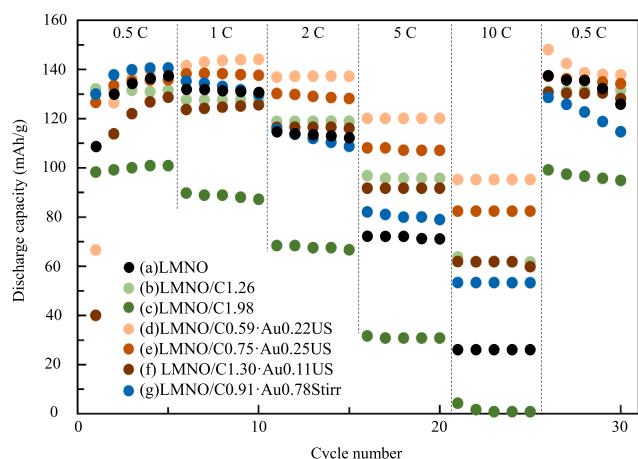 160
140
120
100
80
60
40
20
0
Discharge capacity (mAh/g)
0.5 C 1 C 2 C 5 C 10 C 0.5 C
(a)LMNO
(b)LMNO/C1.26
(c)LMNO/C1.98
(d)LMNO/C0.59·Au0.22US
(e)LMNO/C0.75·Au0.25US
(f) LMNO/C1.30·Au0.11US
(g)LMNO/C0.91·Au0.78Stirr
0 10 20 30
Cycle number